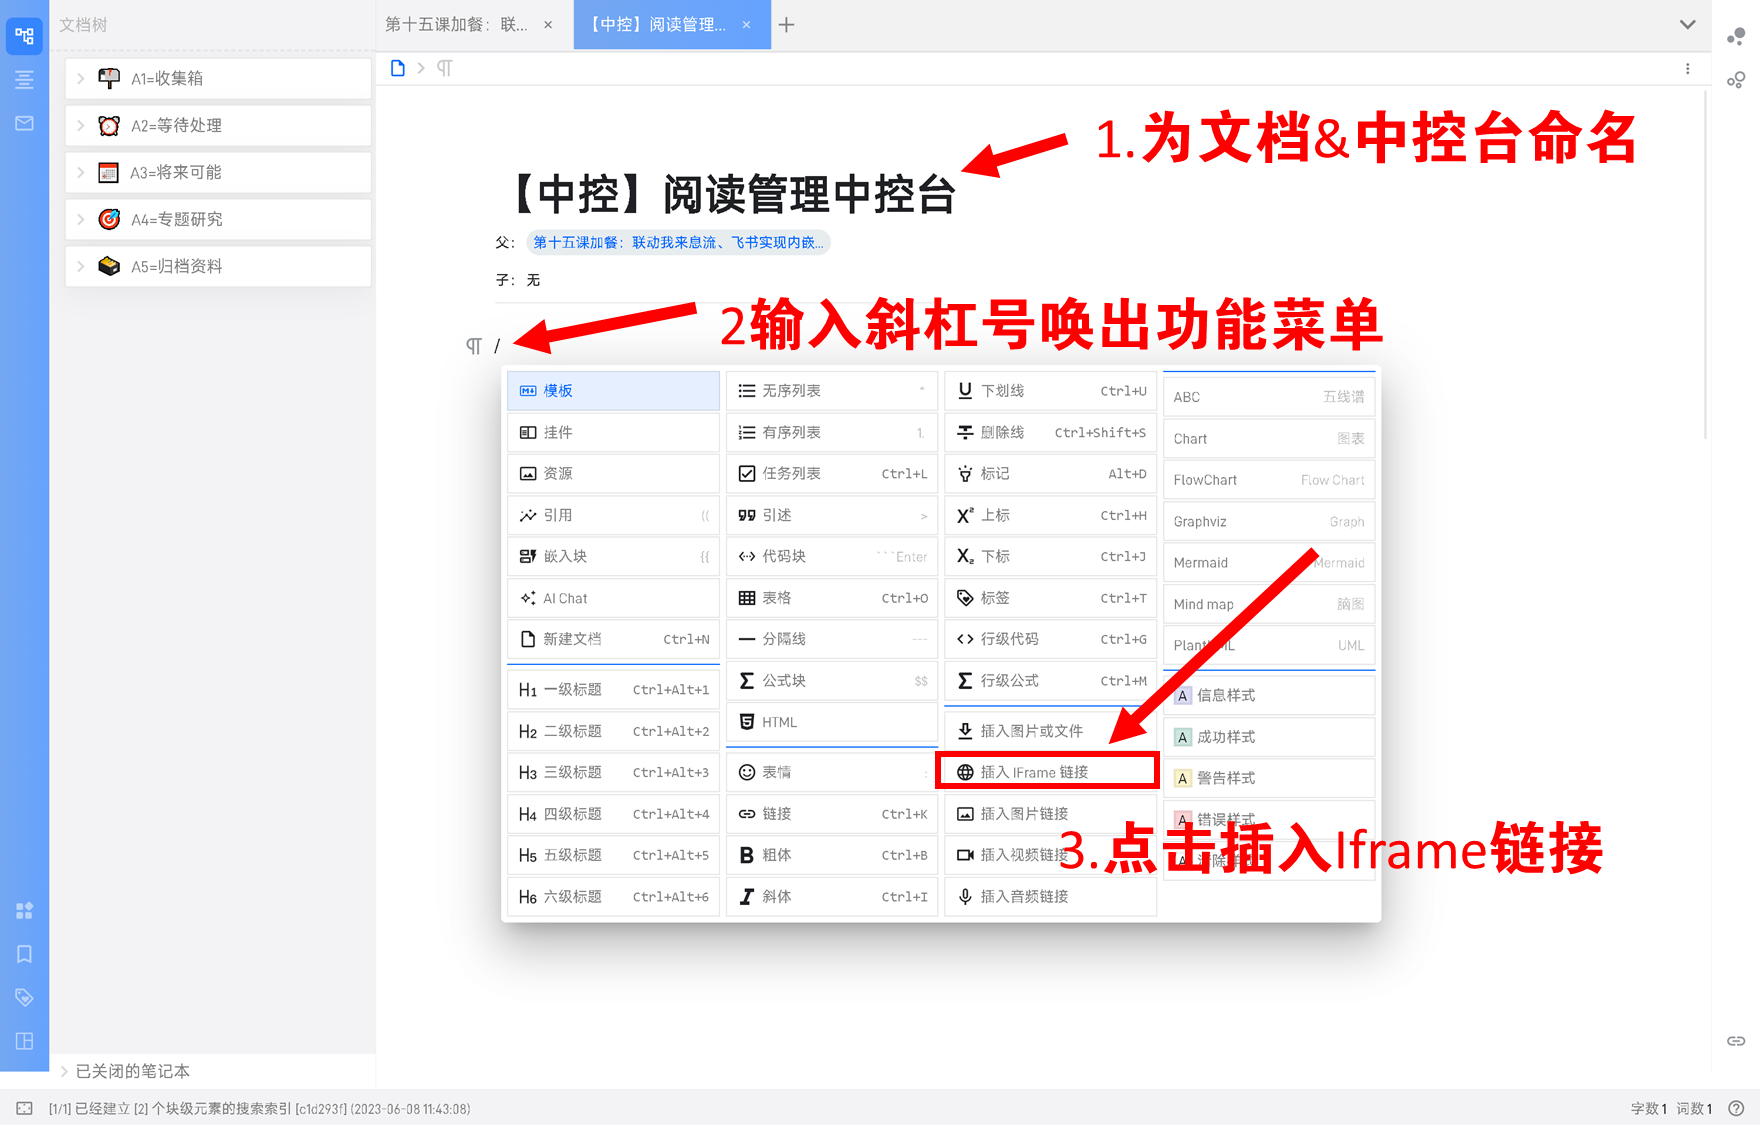 文档树
第十五课加餐：联...
【中控】阅读管理...
A1=收集箱
A2=等待处理
A3=将来可能
A4=专题研究
A5=归档资料
已关闭的笔记本
1.为文档&中控台命名
【中控】阅读管理中控台
父： 第十五课加餐：联动我来息流、飞书实现内嵌...
子： 无
2输入斜杠号唤出功能菜单
/
模板
挂件
资源
引用 ((
嵌入块 {{
AI Chat
新建文档 Ctrl+N
H1 一级标题 Ctrl+Alt+1
H2 二级标题 Ctrl+Alt+2
H3 三级标题 Ctrl+Alt+3
H4 四级标题 Ctrl+Alt+4
H5 五级标题 Ctrl+Alt+5
H6 六级标题 Ctrl+Alt+6
无序列表 *
有序列表 1.
任务列表 Ctrl+L
引述 >
代码块 ```Enter
表格 Ctrl+O
分隔线 ---
公式块 $$
HTML
表情 :
链接 Ctrl+K
粗体 Ctrl+B
斜体 Ctrl+I
下划线 Ctrl+U
删除线 Ctrl+Shift+S
标记 Alt+D
上标 Ctrl+H
下标 Ctrl+J
标签 Ctrl+T
行级代码 Ctrl+G
行级公式 Ctrl+M
插入图片或文件
插入 IFrame 链接
插入图片链接
插入视频链接
插入音频链接
ABC 五线谱
Chart 图表
FlowChart Flow Chart
Graphviz Graph
Mermaid Mermaid
Mind map 脑图
PlantUML UML
A 信息样式
A 成功样式
A 警告样式
A 错误样式
3.点击插入Iframe链接
[1/1] 已经建立 [2] 个块级元素的搜索索引 [c1d293f] (2023-06-08 11:43:08)
字数 1 词数 1